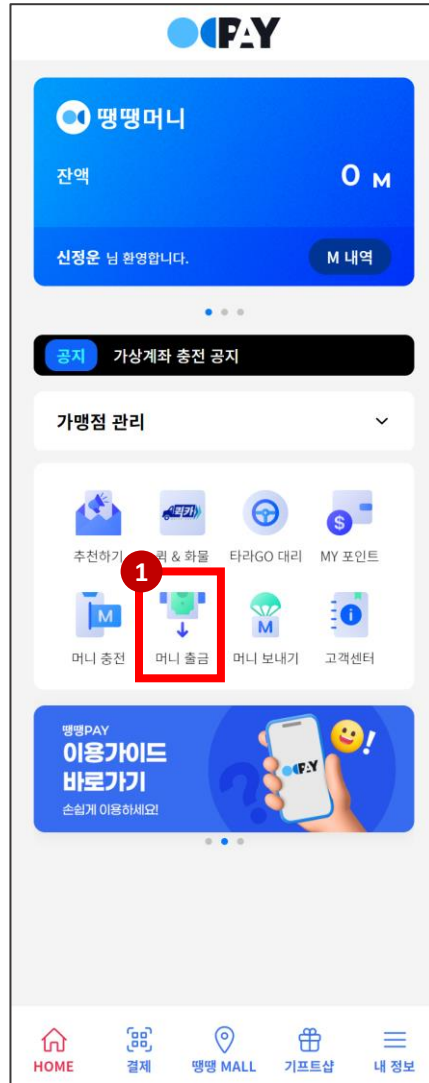 PAY
땡땡머니
잔액
0 M
신정운 님 환영합니다.
M 내역
공지 가상계좌 충전 공지
가맹점 관리
추천하기 퀵 & 화물 타라GO 대리 MY 포인트
1
머니 충전 머니 출금 머니 보내기 고객센터
땡땡PAY
이용가이드
바로가기
손쉽게 이용하세요!
PAY
HOME 결제 땡땡 MALL 기프트샵 내 정보